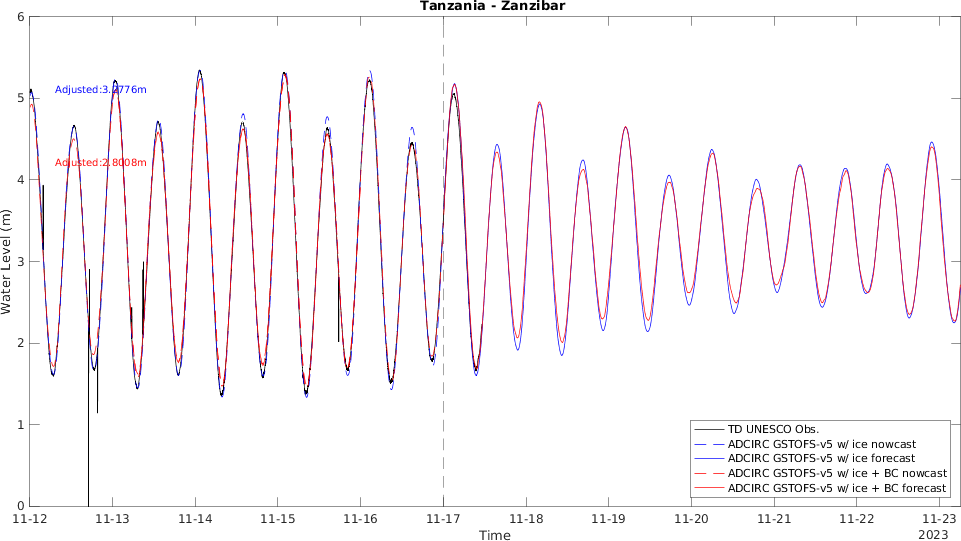 Tanzania - Zanzibar
6
5
4
3
2
1
0
Water Level (m)
Adjusted:3.2776m
Adjusted:2.8008m
TD UNESCO Obs.
ADCIRC GSTOFS-v5 w/ ice nowcast
ADCIRC GSTOFS-v5 w/ ice forecast
ADCIRC GSTOFS-v5 w/ ice + BC nowcast
ADCIRC GSTOFS-v5 w/ ice + BC forecast
11-12 11-13 11-14 11-15 11-16 11-17 11-18 11-19 11-20 11-21 11-22 11-23
Time
2023